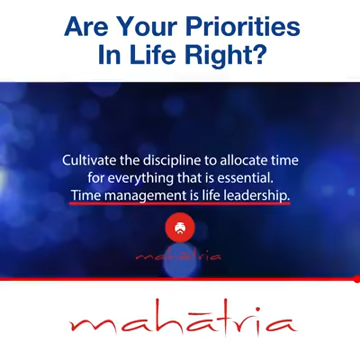 Are Your Priorities
In Life Right?
Cultivate the discipline to allocate time
for everything that is essential.
Time management is life leadership.
mahātria
mahātria